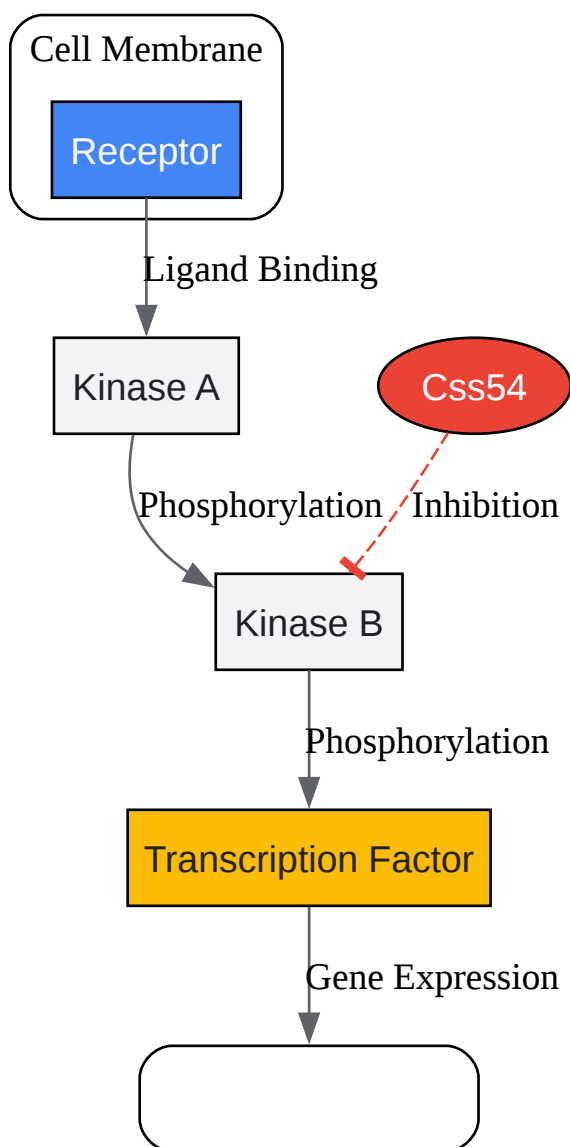 Cell Membrane
Receptor
Ligand Binding
Kinase A
Css54
Phosphorylation
Inhibition
Kinase B
Phosphorylation
Transcription Factor
Gene Expression